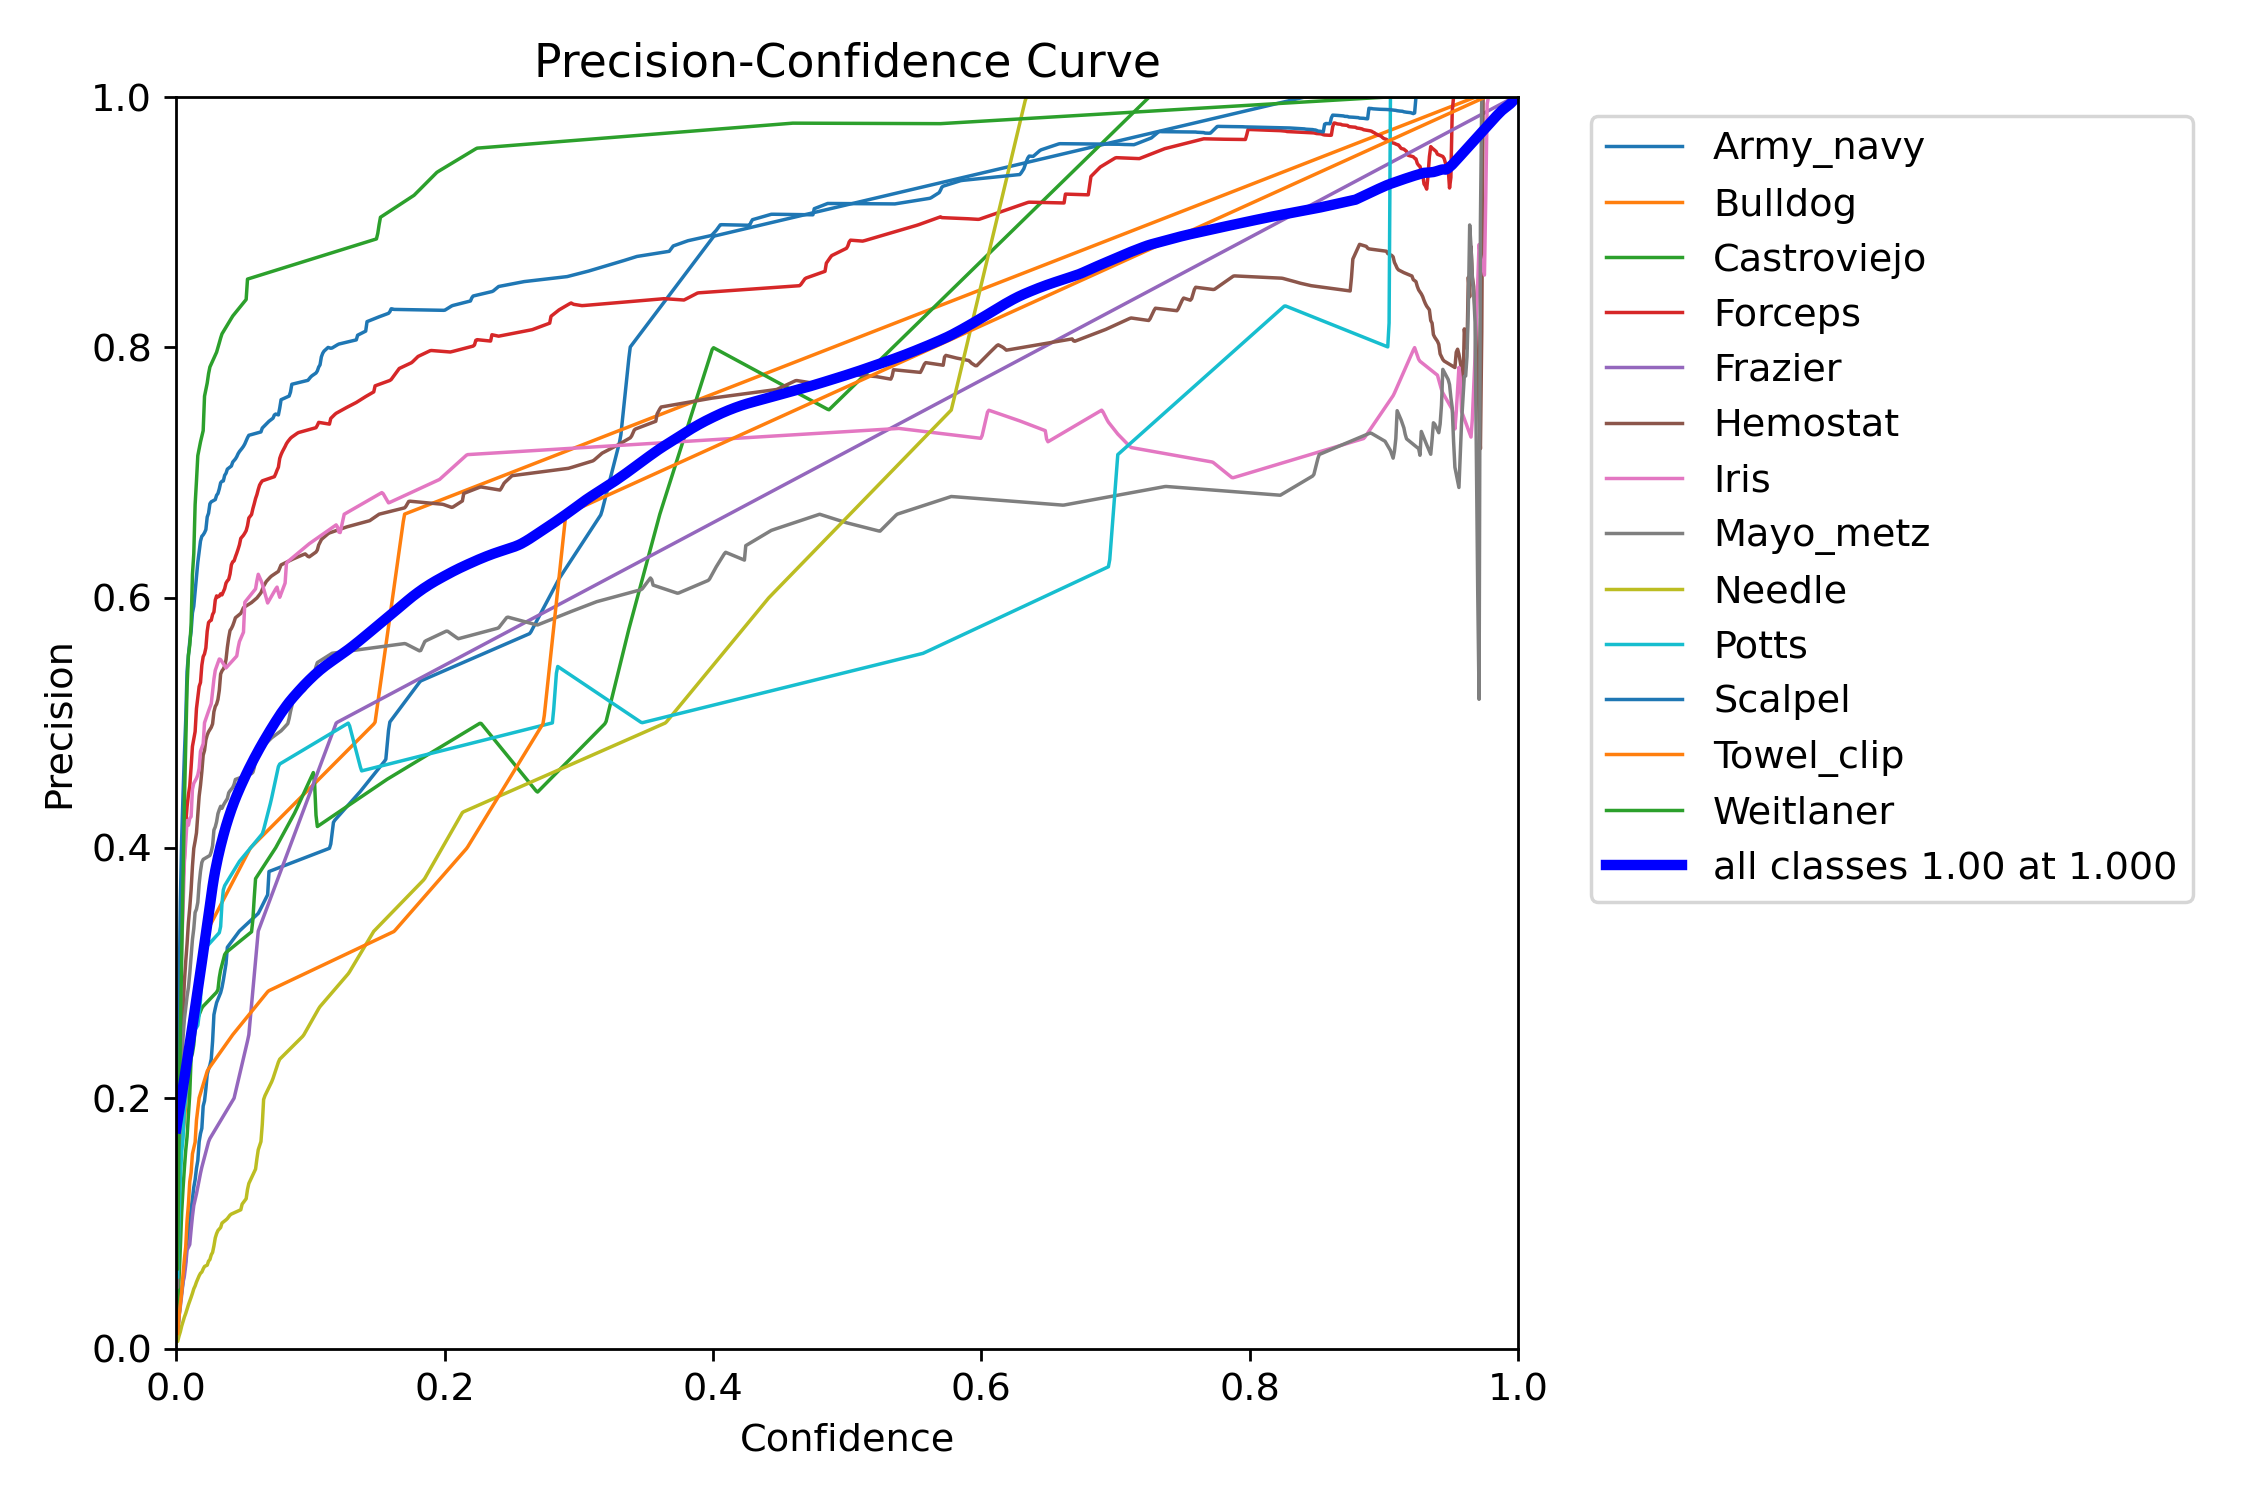 Precision-Confidence Curve
1.0
0.8
0.6
0.4
0.2
0.0
Precision
0.0 0.2 0.4 0.6 0.8 1.0
Confidence
Army_navy
Bulldog
Castroviejo
Forceps
Frazier
Hemostat
Iris
Mayo_metz
Needle
Potts
Scalpel
Towel_clip
Weitlaner
all classes 1.00 at 1.000